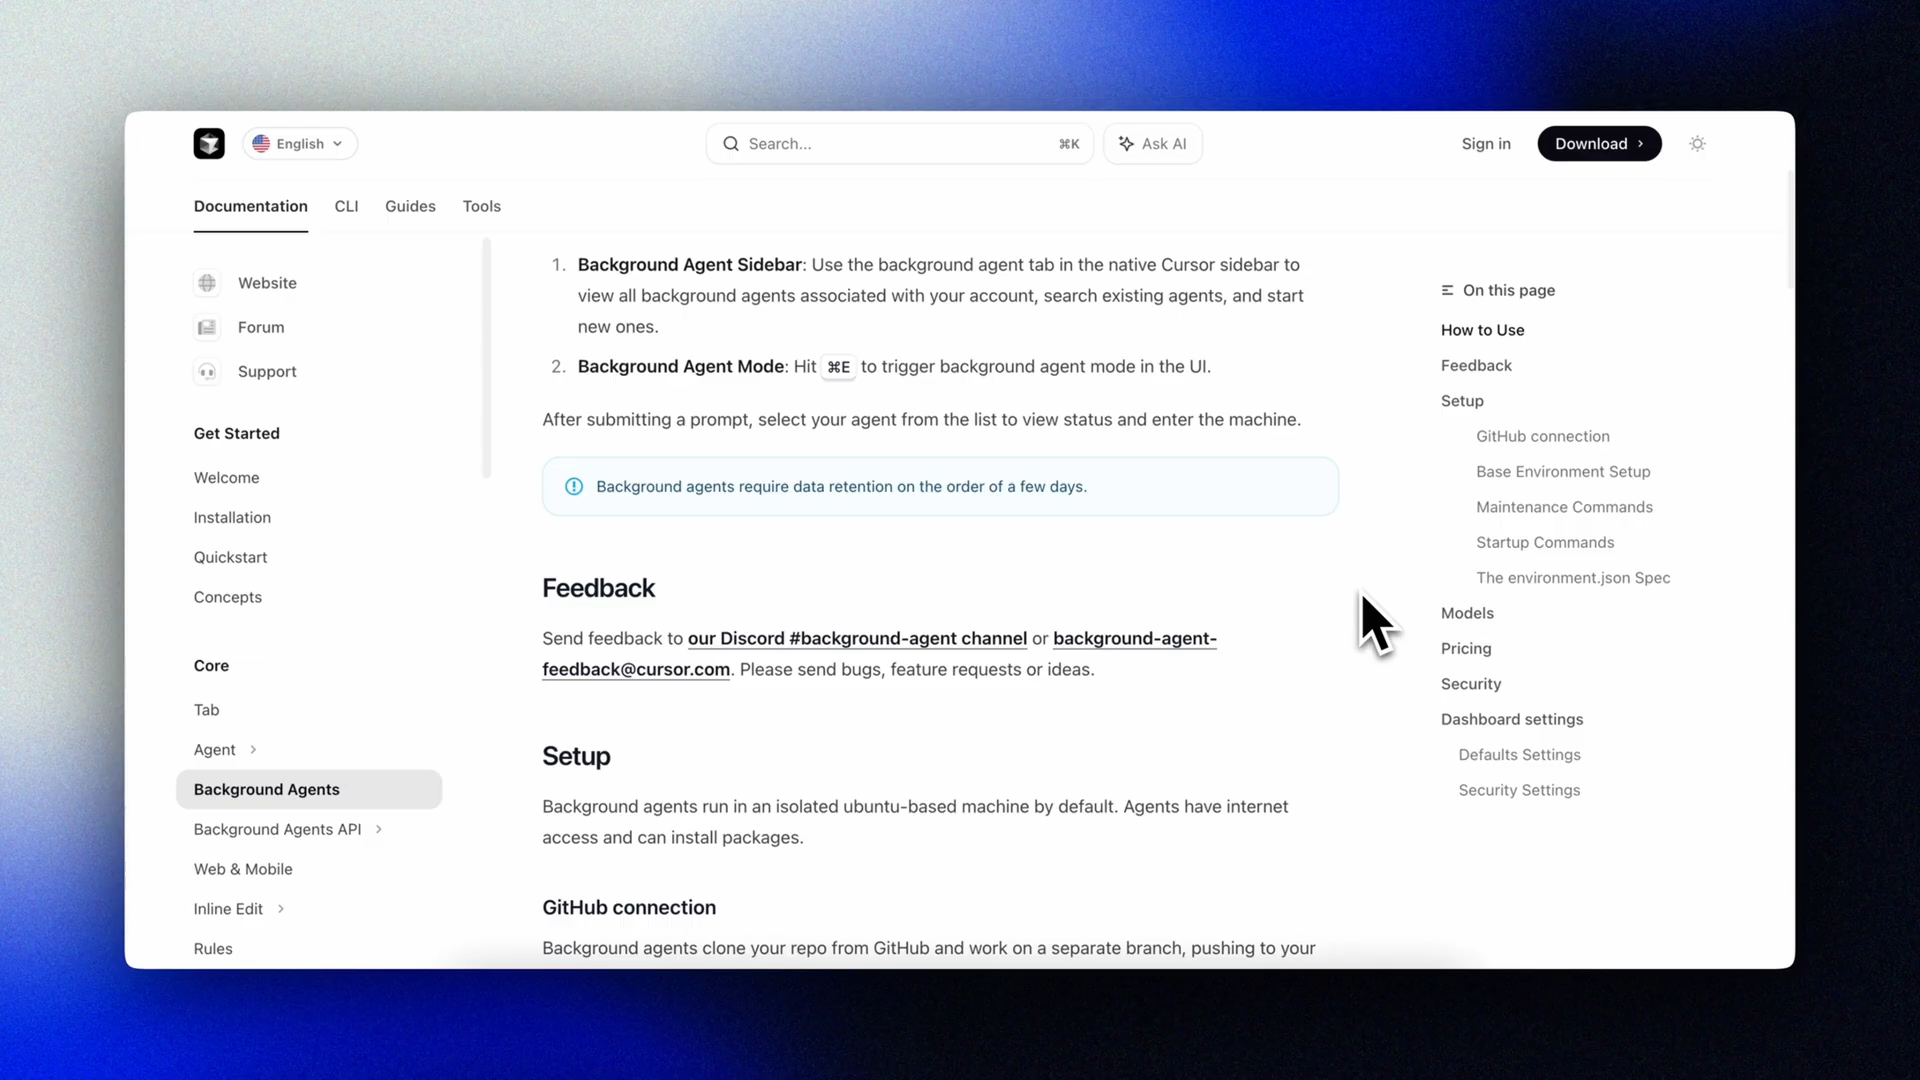 English
Search...
⌘K
Ask AI
Sign in
Download
Documentation
CLI
Guides
Tools
Website
Forum
Support
Get Started
Welcome
Installation
Quickstart
Concepts
Core
Tab
Agent
Background Agents
Background Agents API
Web & Mobile
Inline Edit
Rules
1. Background Agent Sidebar: Use the background agent tab in the native Cursor sidebar to
view all background agents associated with your account, search existing agents, and start
new ones.
2. Background Agent Mode: Hit ⌘E to trigger background agent mode in the UI.
After submitting a prompt, select your agent from the list to view status and enter the machine.
Background agents require data retention on the order of a few days.
Feedback
Send feedback to our Discord #background-agent channel or background-agent-
feedback@cursor.com. Please send bugs, feature requests or ideas.
Setup
Background agents run in an isolated ubuntu-based machine by default. Agents have internet
access and can install packages.
GitHub connection
Background agents clone your repo from GitHub and work on a separate branch, pushing to your
On this page
How to Use
Feedback
Setup
GitHub connection
Base Environment Setup
Maintenance Commands
Startup Commands
The environment.json Spec
Models
Pricing
Security
Dashboard settings
Defaults Settings
Security Settings